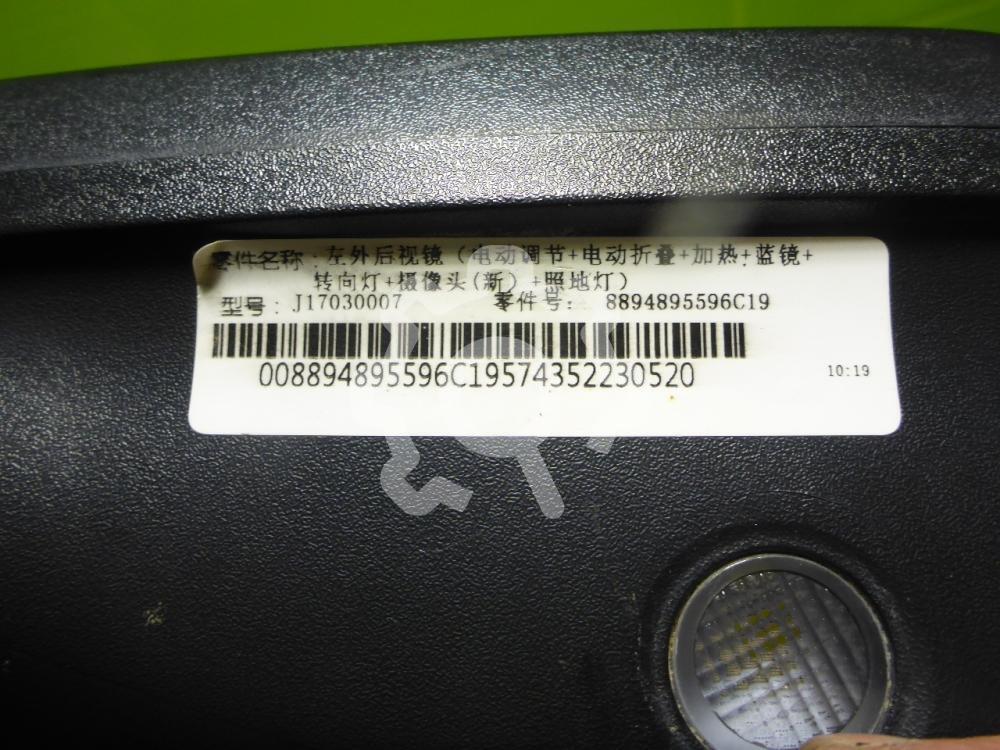 零件名称：左外后视镜（电动调节+电动折叠+加热+蓝镜+
转向灯+摄像头(新）+照地灯）
型号：J17030007 零件号： 8894895596C19
008894895596C19574352230520
10:19